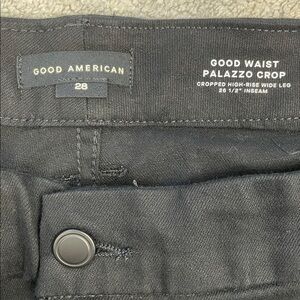 GOOD AMERICAN
28
GOOD WAIST
PALAZZO CROP
CROPPED HIGH-RISE WIDE LEG
26 1/2" INSEAM